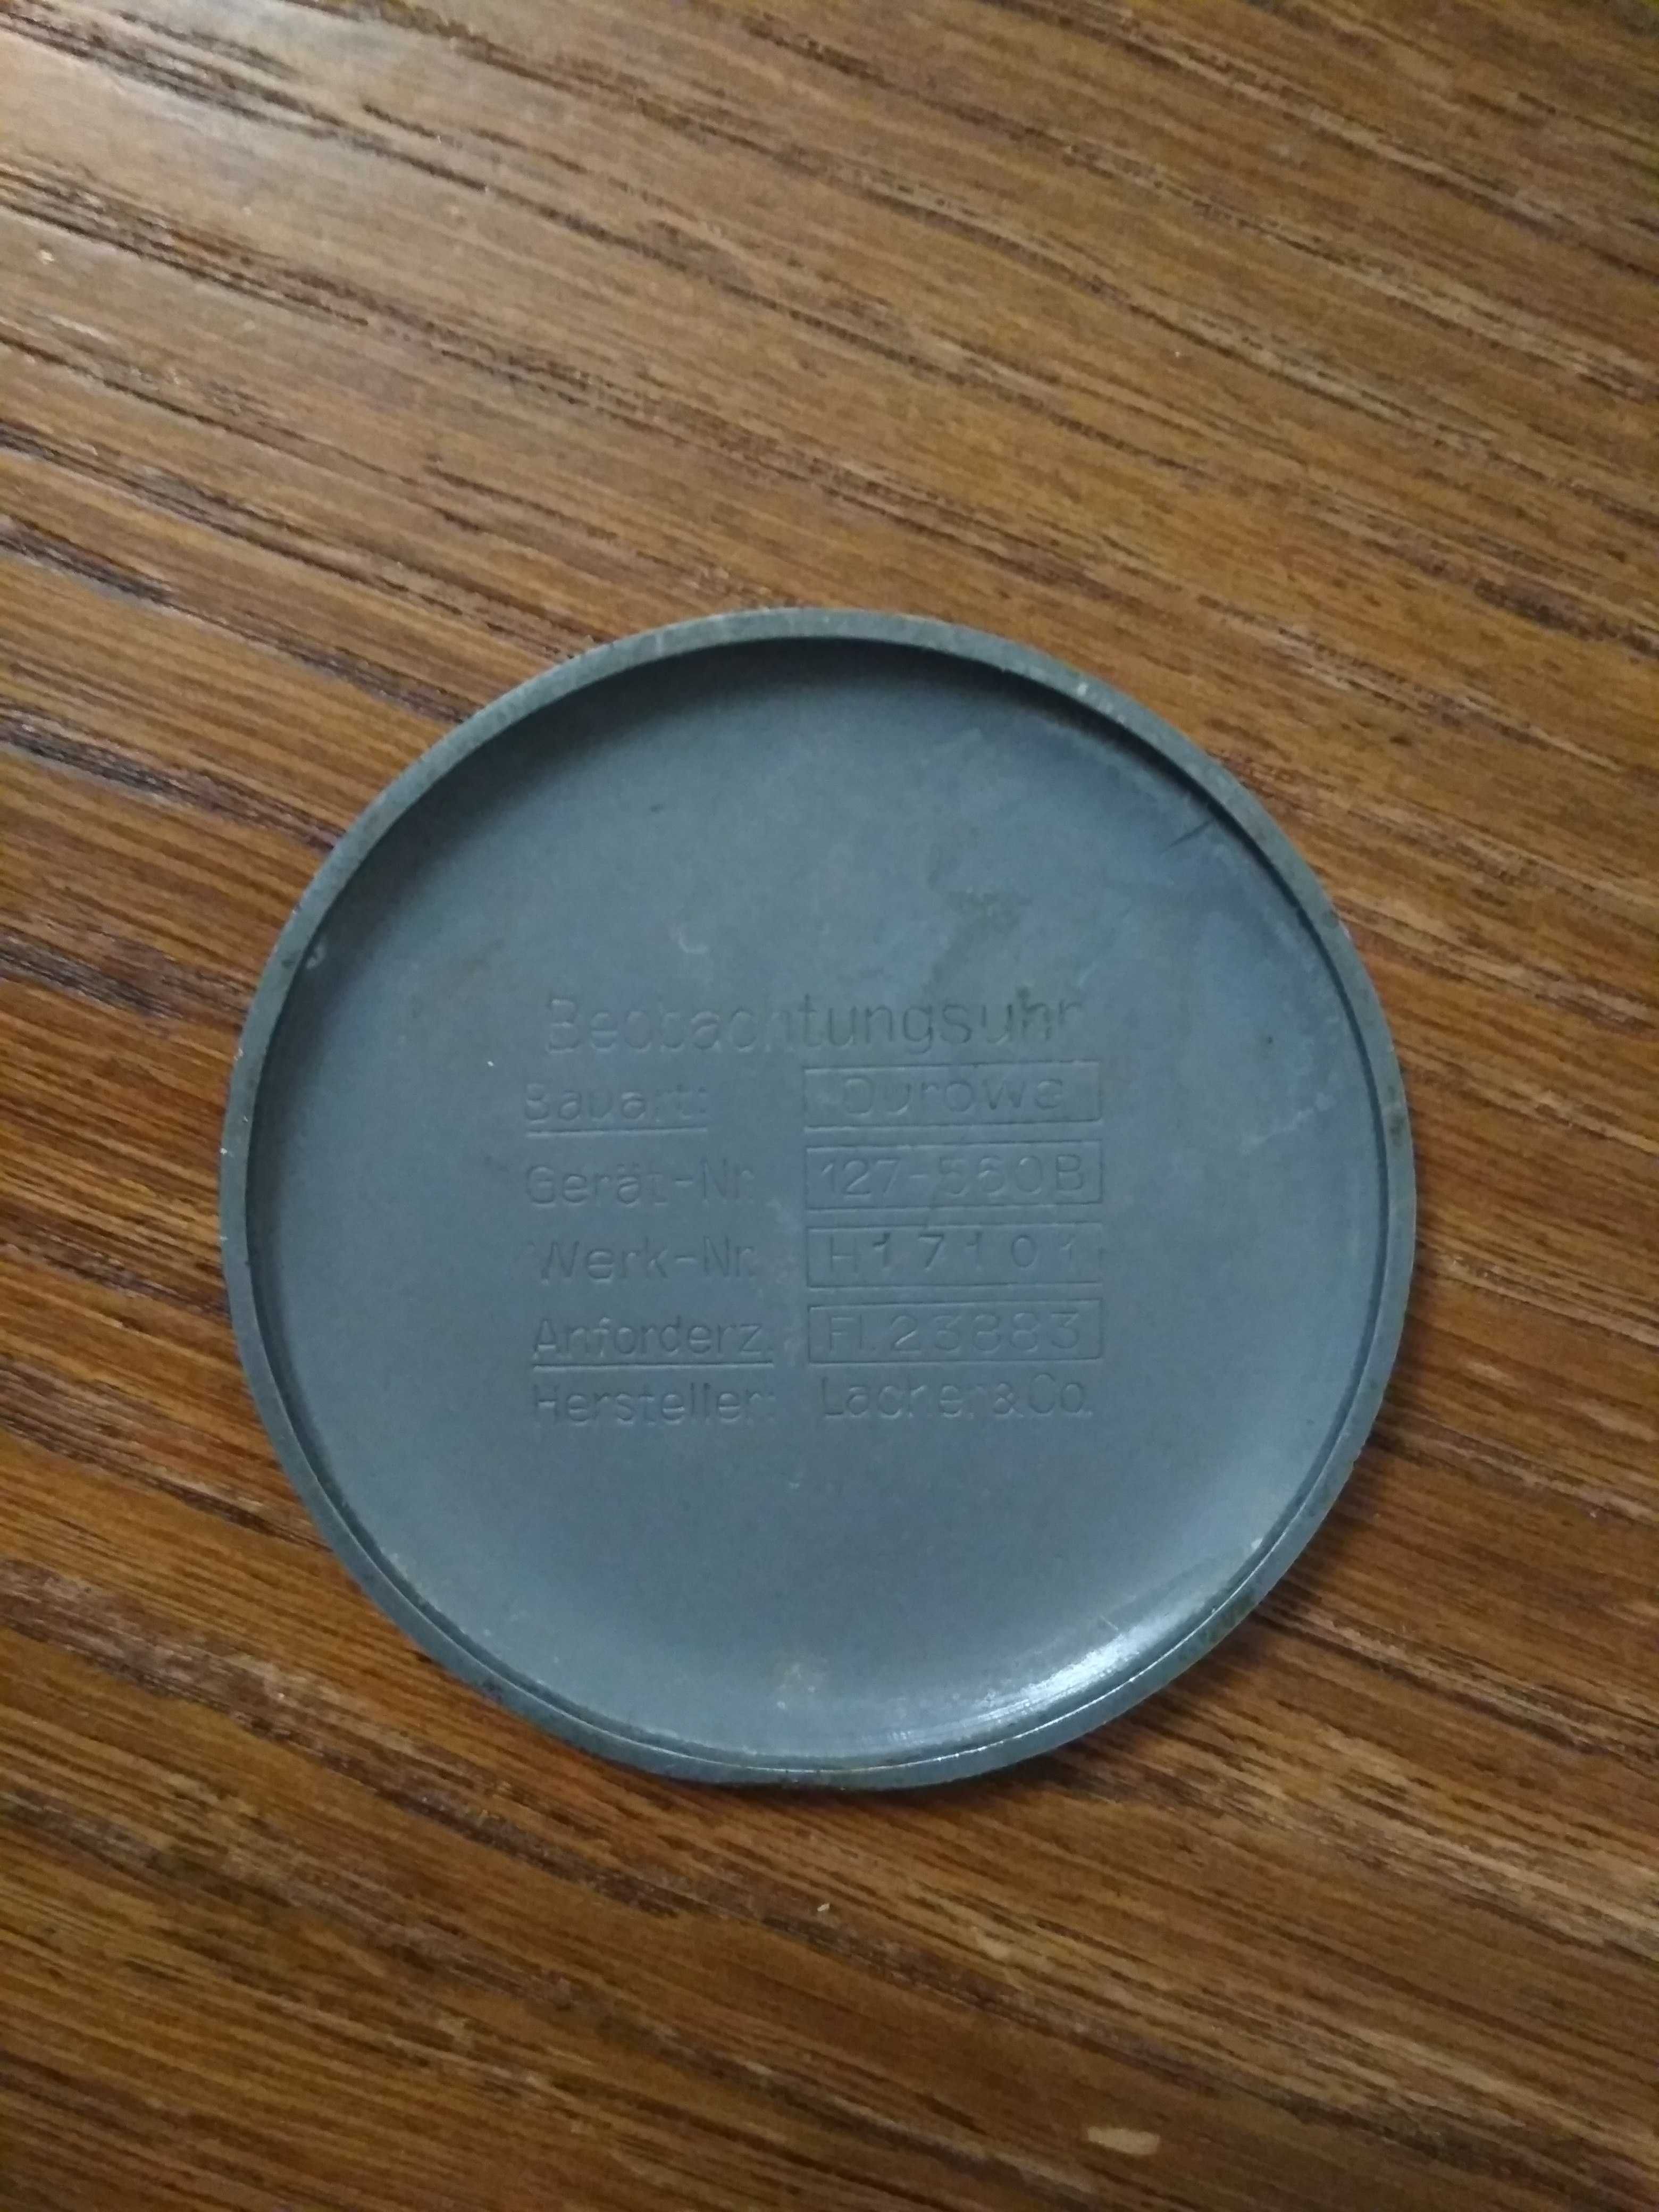 Beobachtungsuhr
Bauart: Durowe
Gerät-Nr. 127-560B
Werk-Nr. H17101
Anforderz. Fl.23883
Hersteller: Lacher&Co.